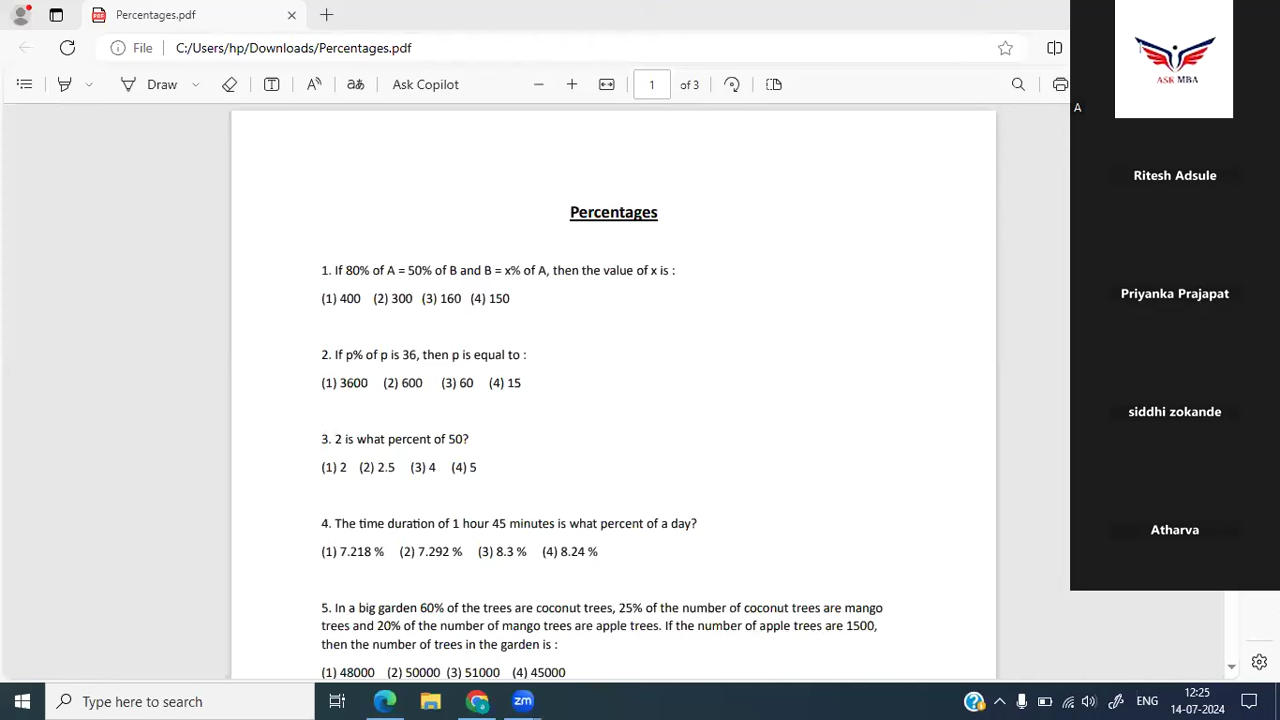 Percentages.pdf
File C:/Users/hp/Downloads/Percentages.pdf
Draw
aあ
Ask Copilot
1 of 3
Percentages
1. If 80% of A = 50% of B and B = x% of A, then the value of x is :
(1) 400 (2) 300 (3) 160 (4) 150
2. If p% of p is 36, then p is equal to :
(1) 3600 (2) 600 (3) 60 (4) 15
3. 2 is what percent of 50?
(1) 2 (2) 2.5 (3) 4 (4) 5
4. The time duration of 1 hour 45 minutes is what percent of a day?
(1) 7.218 % (2) 7.292 % (3) 8.3 % (4) 8.24 %
5. In a big garden 60% of the trees are coconut trees, 25% of the number of coconut trees are mango
trees and 20% of the number of mango trees are apple trees. If the number of apple trees are 1500,
then the number of trees in the garden is :
(1) 48000 (2) 50000 (3) 51000 (4) 45000
ASK MBA
A
Ritesh Adsule
Priyanka Prajapat
siddhi zokande
Atharva
Type here to search
zm
ENG
12:25
14-07-2024